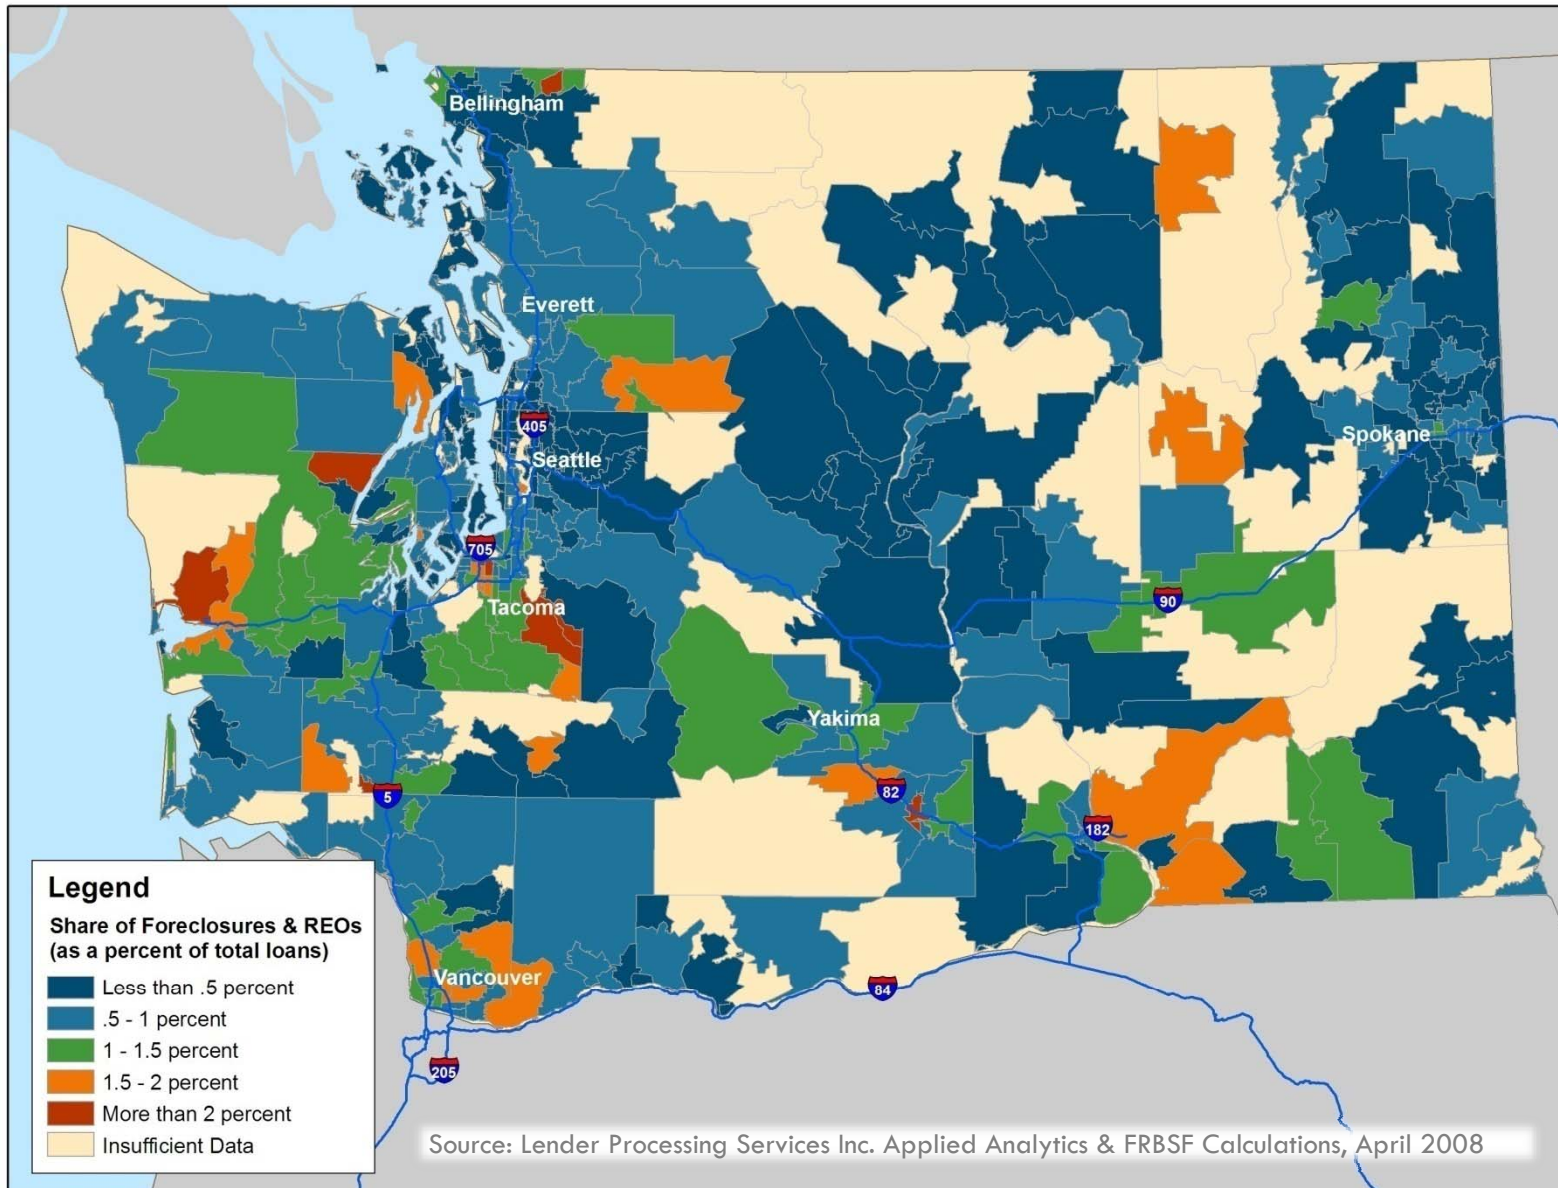 Bellingham
Everett
405
Seattle
Spokane
705
Tacoma
90
Yakima
5
82
182
Vancouver
84
205
Legend
Share of Foreclosures & REOs
(as a percent of total loans)
Less than .5 percent
.5 - 1 percent
1 - 1.5 percent
1.5 - 2 percent
More than 2 percent
Insufficient Data
Source: Lender Processing Services Inc. Applied Analytics & FRBSF Calculations, April 2008